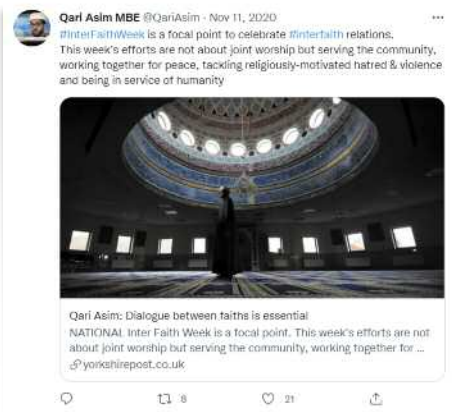 Qari Asim MBE @QariAsim · Nov 11, 2020
#InterFaithWeek is a focal point to celebrate #interfaith relations.
This week's efforts are not about joint worship but serving the community,
working together for peace, tackling religiously-motivated hatred & violence
and being in service of humanity
Qari Asim: Dialogue between faiths is essential
NATIONAL Inter Faith Week is a focal point. This week's efforts are not
about joint worship but serving the community, working together for ...
yorkshirepost.co.uk
8 21